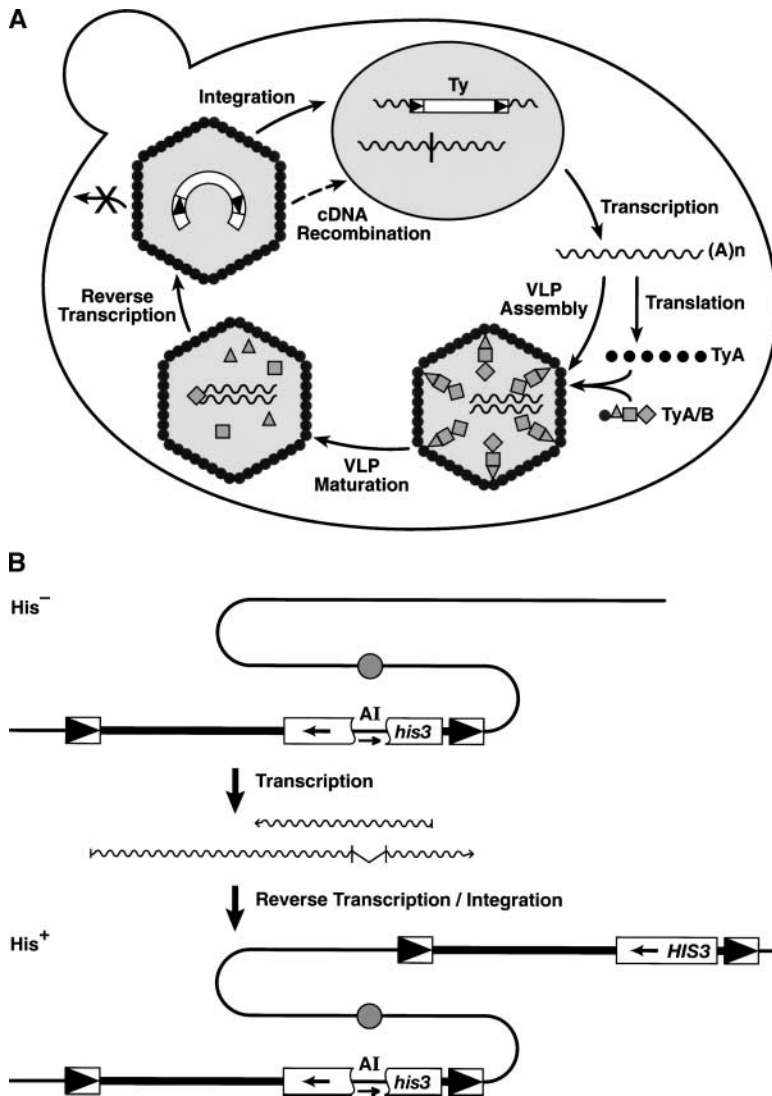 A
Ty
Integration
cDNA
Recombination
Transcription
(A)n
VLP
Assembly
Translation
Reverse
Transcription
TyA
TyA/B
VLP
Maturation
B
His⁻
AI
his3
Transcription
Reverse Transcription / Integration
His⁺
HIS3
AI
his3